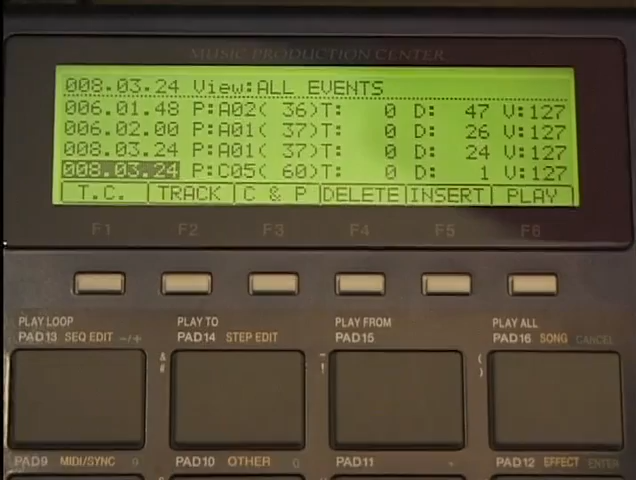 MUSIC PRODUCTION CENTER
008.03.24 View:ALL EVENTS
006.01.48 P:A02( 36)T: 0 D: 47 V:127
006.02.00 P:A01( 37)T: 0 D: 26 V:127
008.03.24 P:A01( 37)T: 0 D: 24 V:127
008.03.24 P:C05( 60)T: 0 D: 1 V:127
T.C. TRACK C & P DELETE INSERT PLAY
F1 F2 F3 F4 F5 F6
PLAY LOOP PLAY TO PLAY FROM PLAY ALL
PAD13 SEQ EDIT -/+ PAD14 STEP EDIT PAD15 PAD16 SONG CANCEL
& ~ (
# ! )
PAD9 MIDI/SYNC 9 PAD10 OTHER 0 PAD11 PAD12 EFFECT ENTER